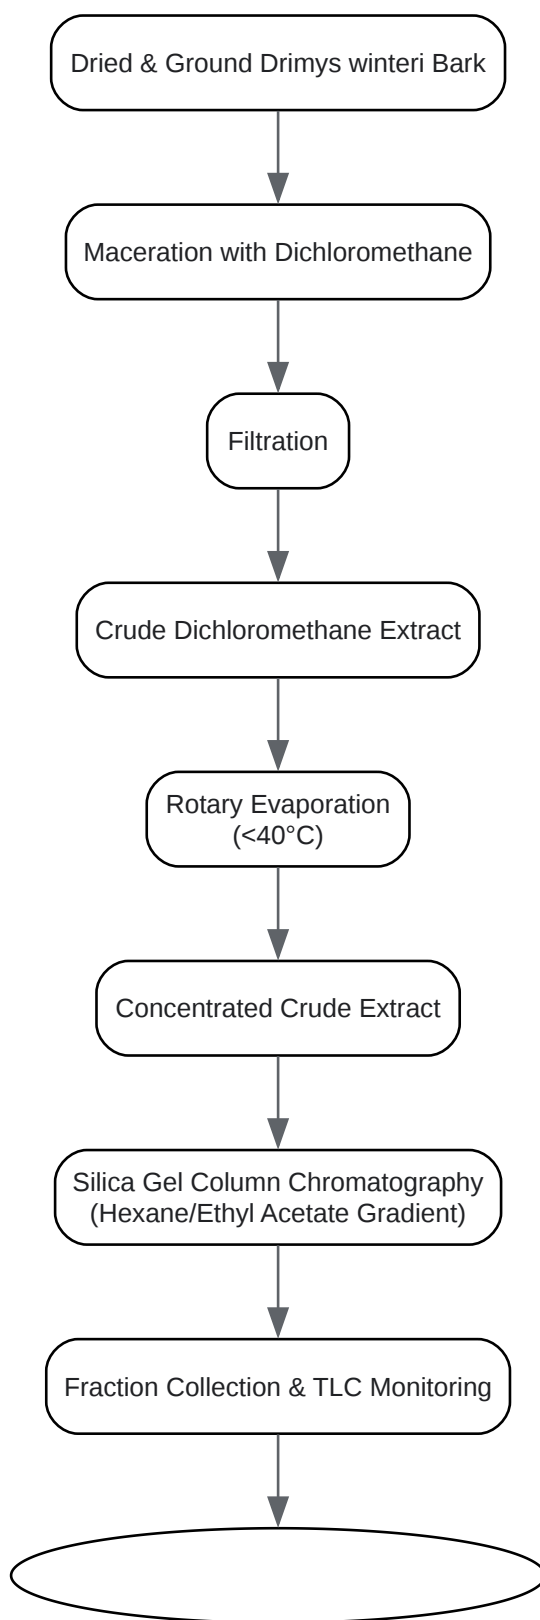 Dried & Ground Drimys winteri Bark
Maceration with Dichloromethane
Filtration
Crude Dichloromethane Extract
Rotary Evaporation
(<40°C)
Concentrated Crude Extract
Silica Gel Column Chromatography
(Hexane/Ethyl Acetate Gradient)
Fraction Collection & TLC Monitoring